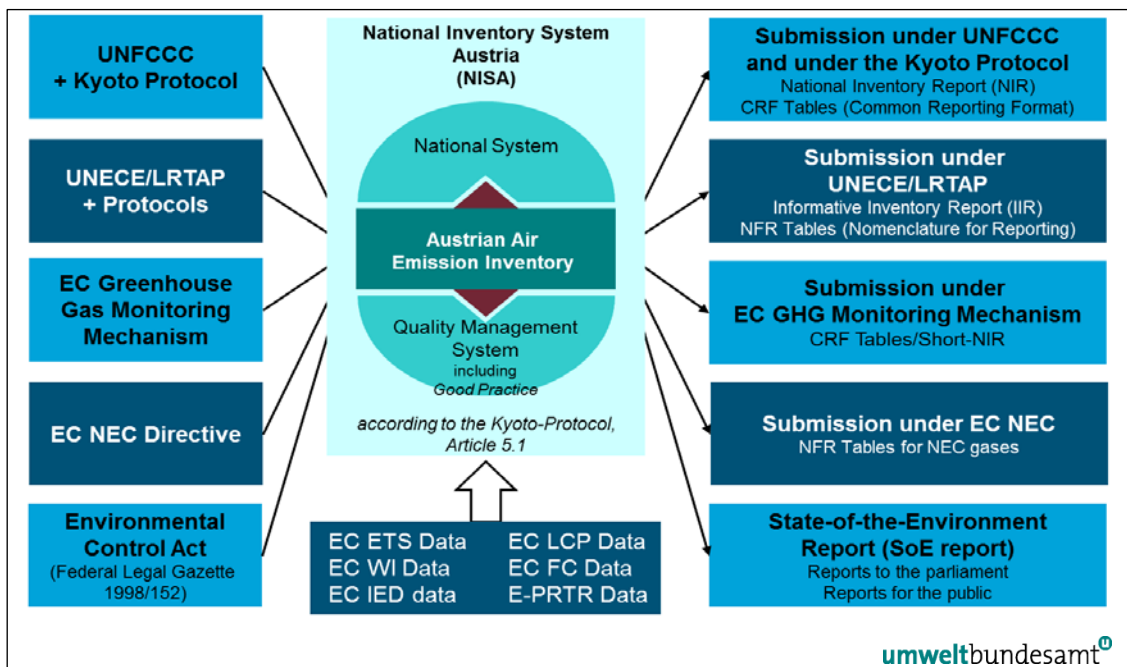 UNFCCC
+ Kyoto Protocol
UNECE/LRTAP
+ Protocols
EC Greenhouse
Gas Monitoring
Mechanism
EC NEC Directive
Environmental
Control Act
(Federal Legal Gazette
1998/152)
National Inventory System
Austria
(NISA)
National System
Austrian Air
Emission Inventory
Quality Management
System
including
Good Practice
according to the Kyoto-Protocol,
Article 5.1
EC ETS Data
EC WI Data
EC IED data
EC LCP Data
EC FC Data
E-PRTR Data
Submission under UNFCCC
and under the Kyoto Protocol
National Inventory Report (NIR)
CRF Tables (Common Reporting Format)
Submission under
UNECE/LRTAP
Informative Inventory Report (IIR)
NFR Tables (Nomenclature for Reporting)
Submission under
EC GHG Monitoring Mechanism
CRF Tables/Short-NIR
Submission under EC NEC
NFR Tables for NEC gases
State-of-the-Environment
Report (SoE report)
Reports to the parliament
Reports for the public
umweltbundesamt u